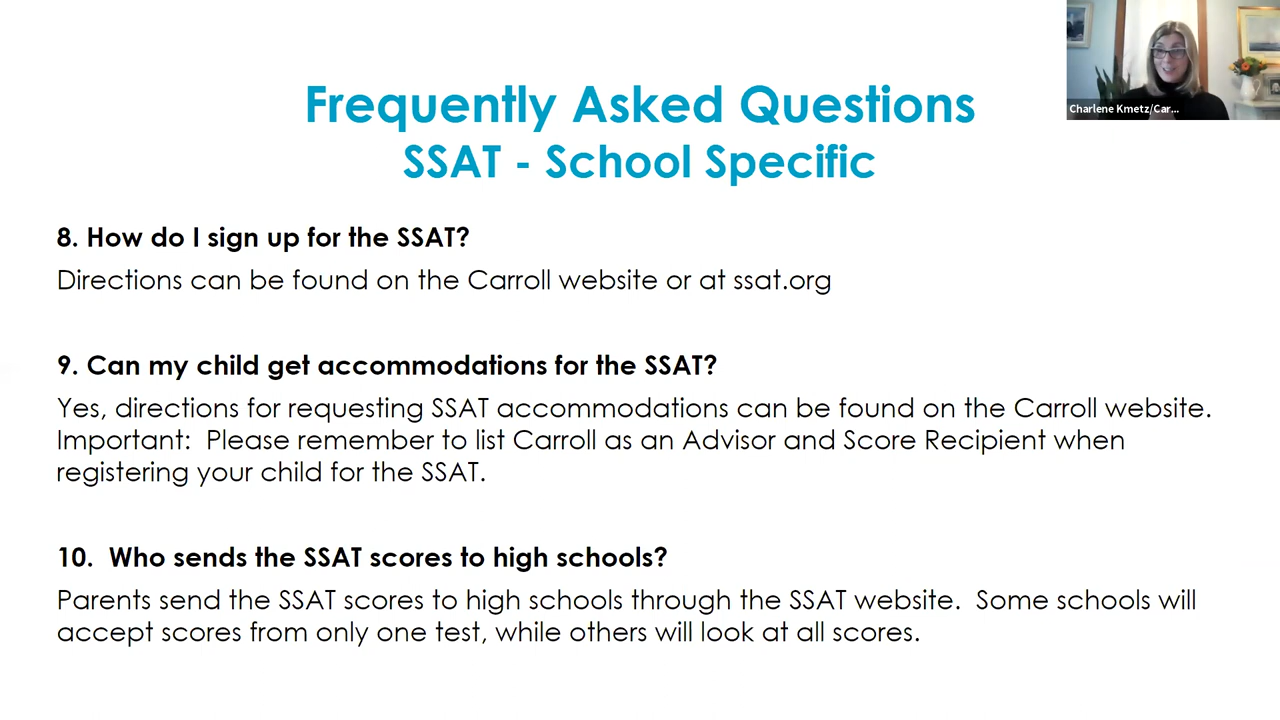 Frequently Asked Questions
SSAT - School Specific
Charlene Kmetz/Car...
8. How do I sign up for the SSAT?
Directions can be found on the Carroll website or at ssat.org
9. Can my child get accommodations for the SSAT?
Yes, directions for requesting SSAT accommodations can be found on the Carroll website.
Important:  Please remember to list Carroll as an Advisor and Score Recipient when
registering your child for the SSAT.
10.  Who sends the SSAT scores to high schools?
Parents send the SSAT scores to high schools through the SSAT website.  Some schools will
accept scores from only one test, while others will look at all scores.